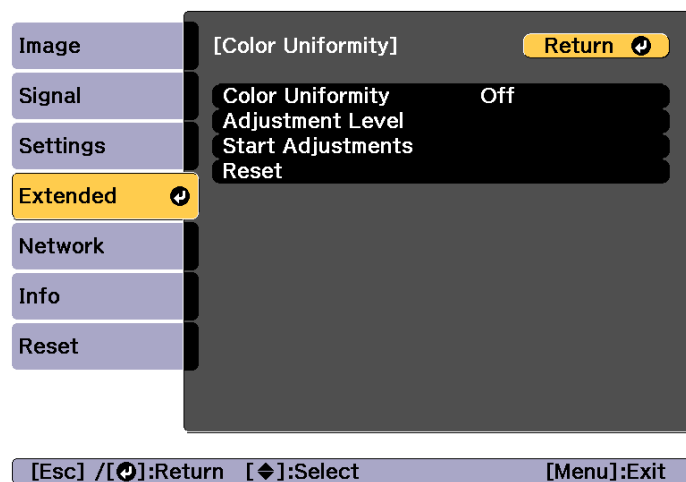 Image
Signal
Settings
Extended
Network
Info
Reset
[Color Uniformity]
Return
Color Uniformity Off
Adjustment Level
Start Adjustments
Reset
[Esc] /[ ]:Return [ ]:Select [Menu]:Exit